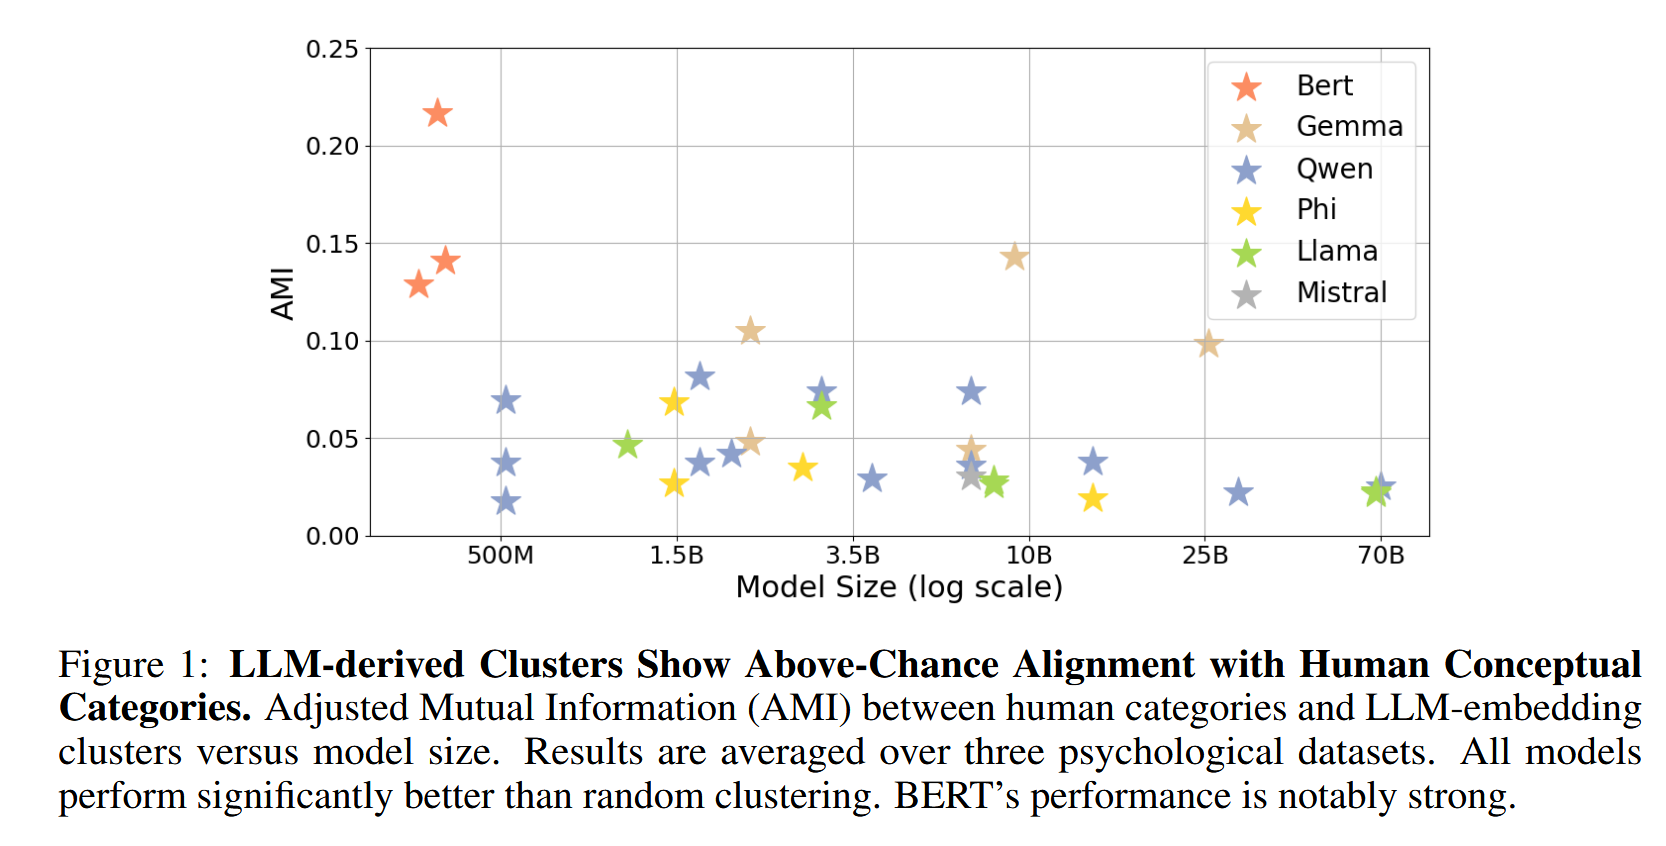 0.25
0.20
0.15
0.10
0.05
0.00
AMI
500M 1.5B 3.5B 10B 25B 70B
Model Size (log scale)
Bert
Gemma
Qwen
Phi
Llama
Mistral
Figure 1: LLM-derived Clusters Show Above-Chance Alignment with Human Conceptual
Categories. Adjusted Mutual Information (AMI) between human categories and LLM-embedding
clusters versus model size. Results are averaged over three psychological datasets. All models
perform significantly better than random clustering. BERT's performance is notably strong.